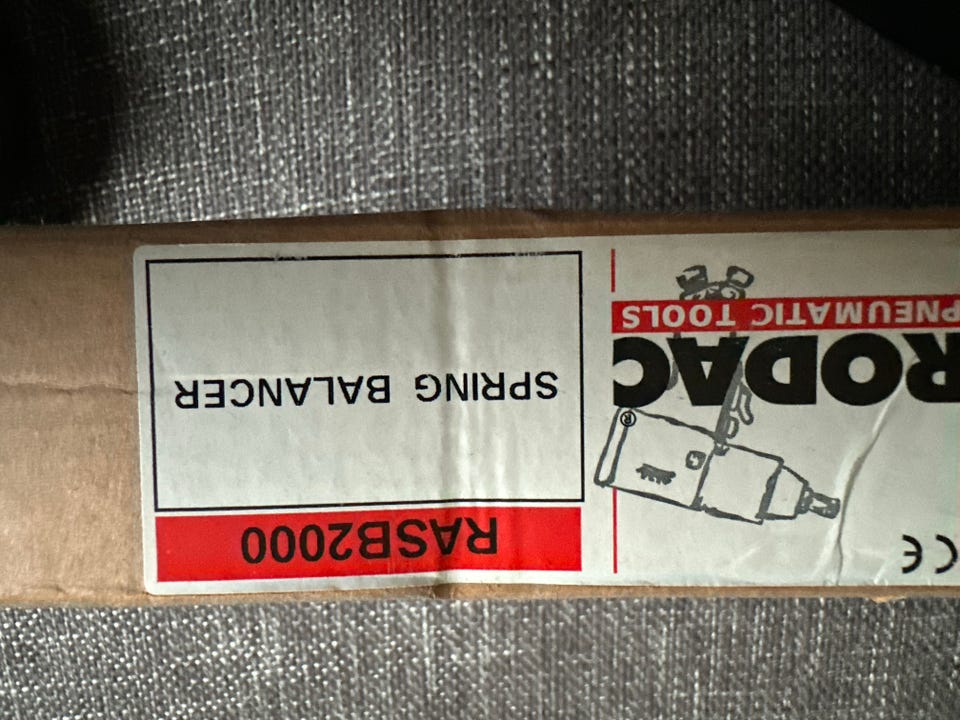 CE
RODAC
®
PNEUMATIC TOOLS
RASB2000
SPRING BALANCER